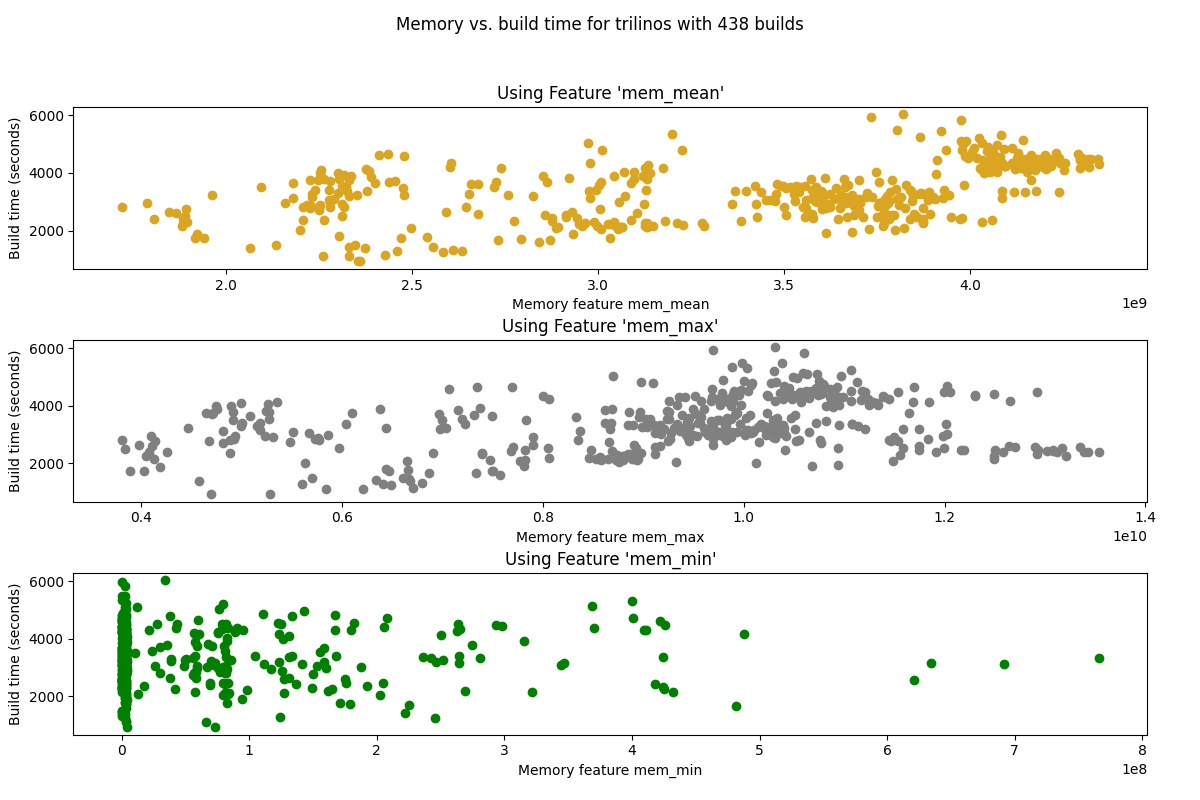 Memory vs. build time for trilinos with 438 builds
Using Feature 'mem_mean'
Build time (seconds)
6000
4000
2000
2.0 2.5 3.0 3.5 4.0
1e9
Memory feature mem_mean
Using Feature 'mem_max'
Build time (seconds)
6000
4000
2000
0.4 0.6 0.8 1.0 1.2 1.4
1e10
Memory feature mem_max
Using Feature 'mem_min'
Build time (seconds)
6000
4000
2000
0 1 2 3 4 5 6 7 8
1e8
Memory feature mem_min